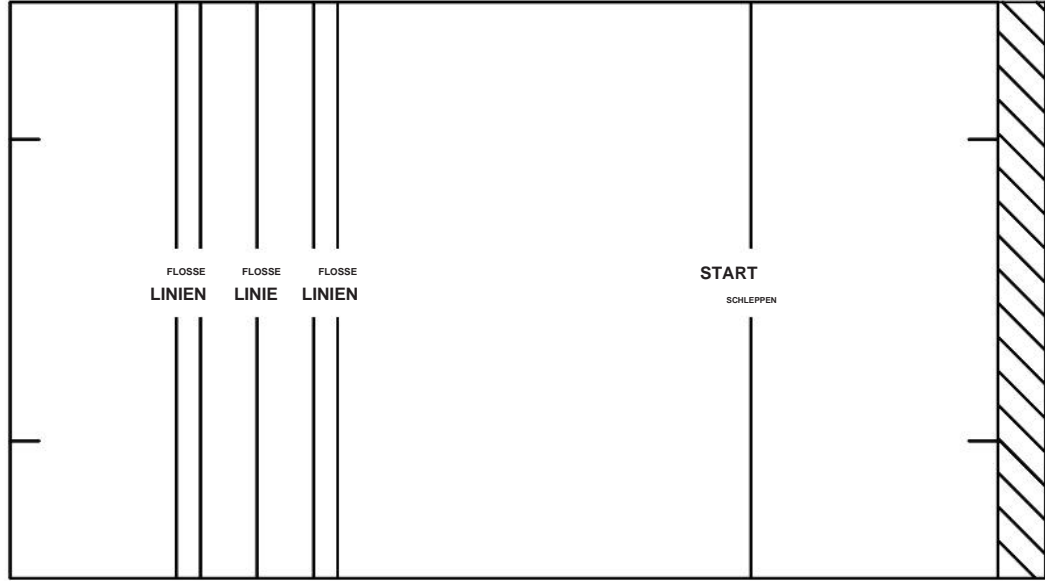 FLOSSE
LINIEN
FLOSSE
LINIE
FLOSSE
LINIEN
START
SCHLEPPEN